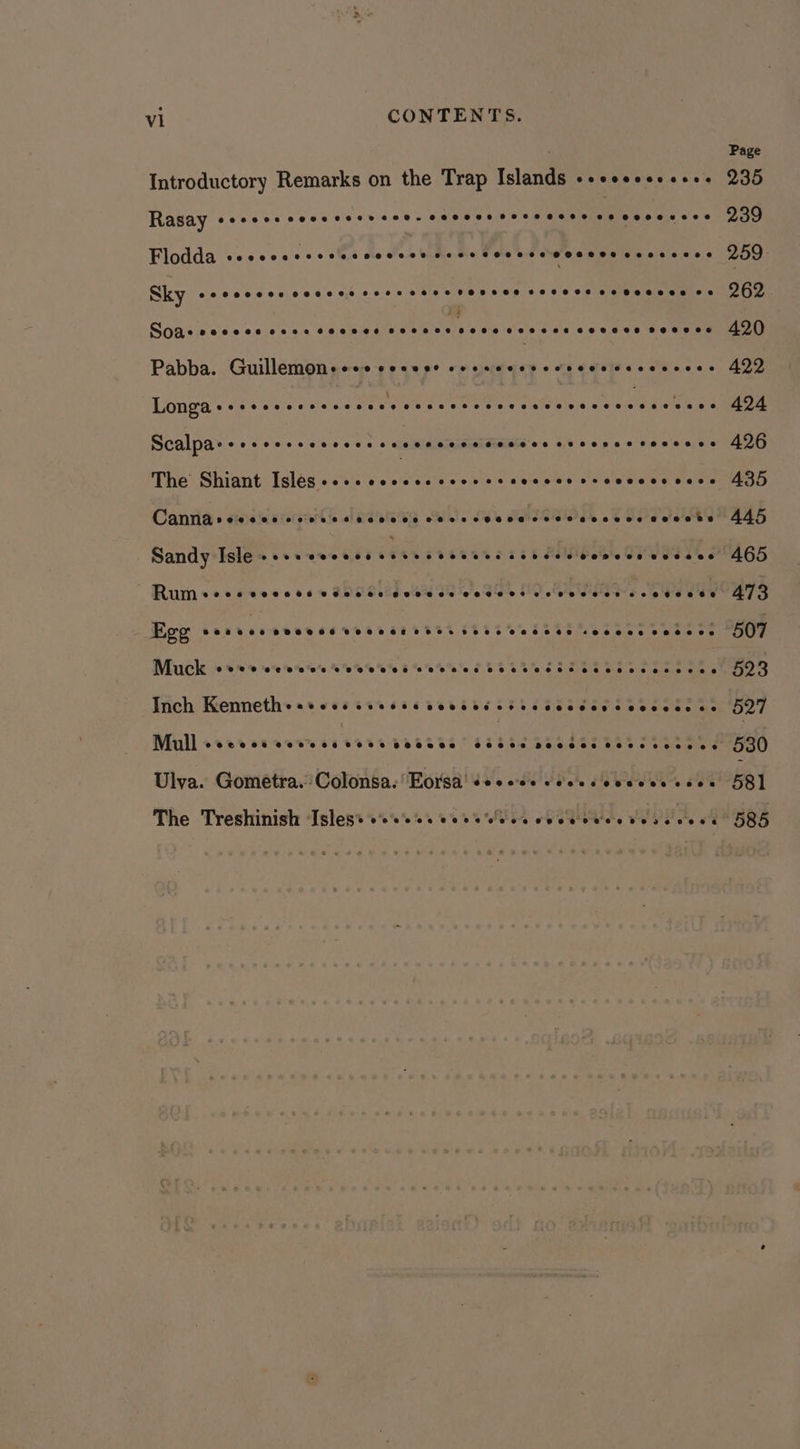 vi CONTENTS.
Page
Introductory Remarks on the Trap Islands ............ 235
Rasay ............ 239
Flodda ............ 259
Sky ............ 262
Soa ............ 420
Pabba. Guillemon ............ 422
Longa ............ 424
Scalpa ............ 426
The Shiant Isles ............ 435
Canna ............ 445
Sandy Isle ............ 465
Rum ............ 473
Egg ............ 507
Muck ............ 523
Inch Kenneth ............ 527
Mull ............ 530
Ulva. Gometra. Colonsa. Eorsa ............ 581
The Treshinish Isles ............ 585